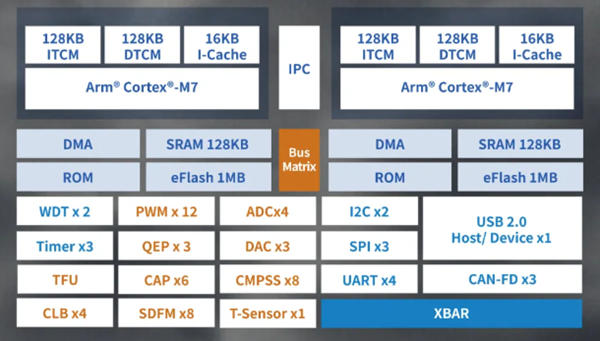 128KB
ITCM
128KB
DTCM
16KB
I-Cache
Arm® Cortex®-M7
IPC
128KB
ITCM
128KB
DTCM
16KB
I-Cache
Arm® Cortex®-M7
DMA
SRAM 128KB
ROM
eFlash 1MB
Bus
Matrix
DMA
SRAM 128KB
ROM
eFlash 1MB
WDT x 2
PWM x 12
ADCx4
I2C x2
USB 2.0
Host/ Device x1
Timer x3
QEP x 3
DAC x3
SPI x3
TFU
CAP x6
CMPSS x8
UART x4
CAN-FD x3
CLB x4
SDFM x8
T-Sensor x1
XBAR